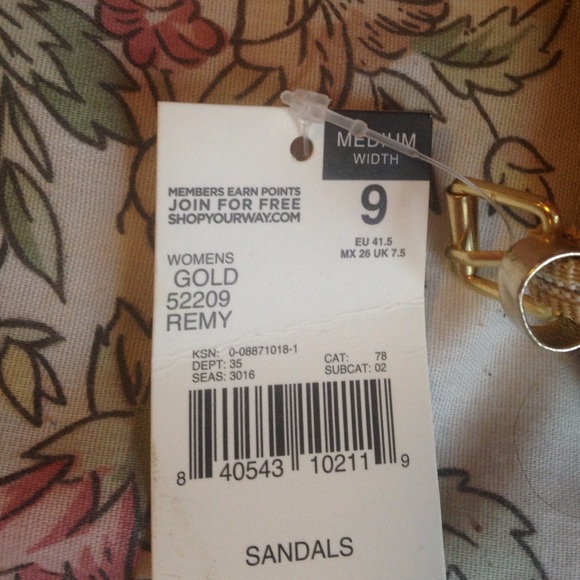 MEDIUM
WIDTH
MEMBERS EARN POINTS
JOIN FOR FREE
SHOPYOURWAY.COM
9
EU 41.5
MX 26 UK 7.5
WOMENS
GOLD
52209
REMY
KSN: 0-08871018-1
DEPT: 35
SEAS: 3016
CAT: 78
SUBCAT: 02
8 40543 10211 9
SANDALS